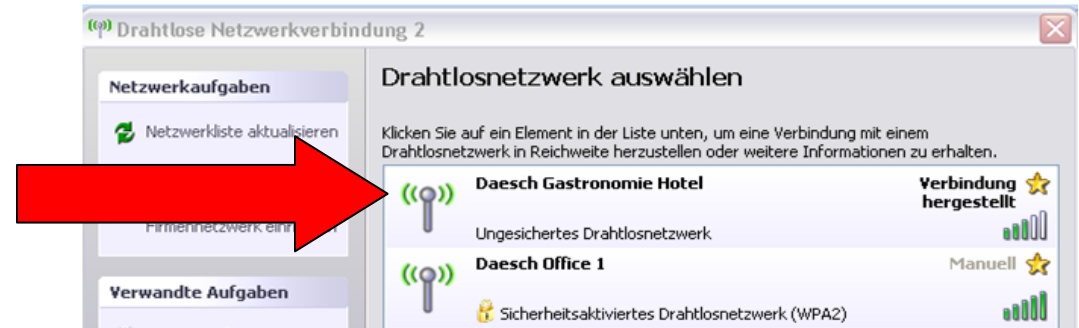 Drahtlose Netzwerkverbindung 2
Netzwerkaufgaben
Netzwerkliste aktualisieren
Verwandte Aufgaben
Drahtlosnetzwerk auswählen
Klicken Sie auf ein Element in der Liste unten, um eine Verbindung mit einem
Drahtlosnetzwerk in Reichweite herzustellen oder weitere Informationen zu erhalten.
Daesch Gastronomie Hotel
Verbindung
hergestellt
Ungesichertes Drahtlosnetzwerk
Daesch Office 1
Manuell
Sicherheitsaktiviertes Drahtlosnetzwerk (WPA2)